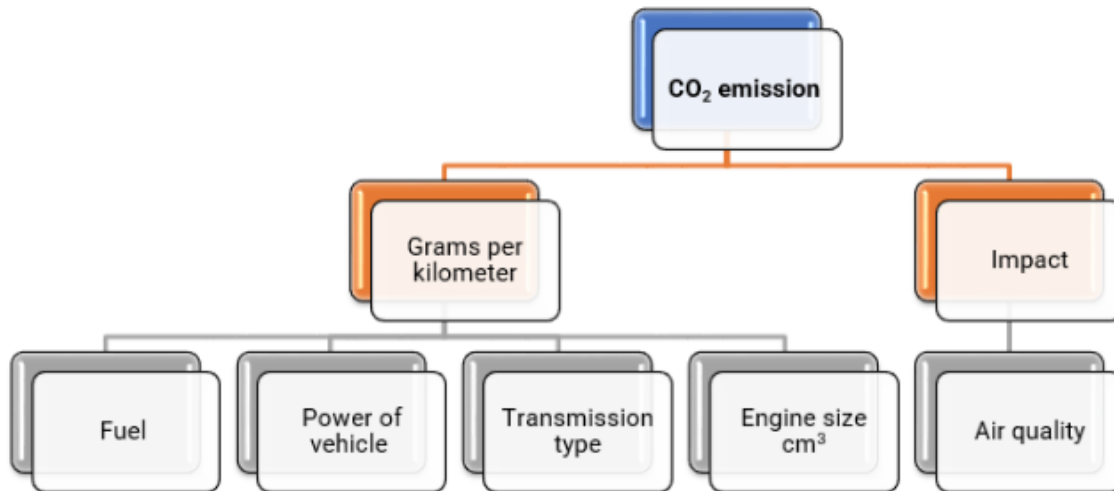 CO₂ emission
Grams per
kilometer
Impact
Fuel
Power of
vehicle
Transmission
type
Engine size
cm³
Air quality